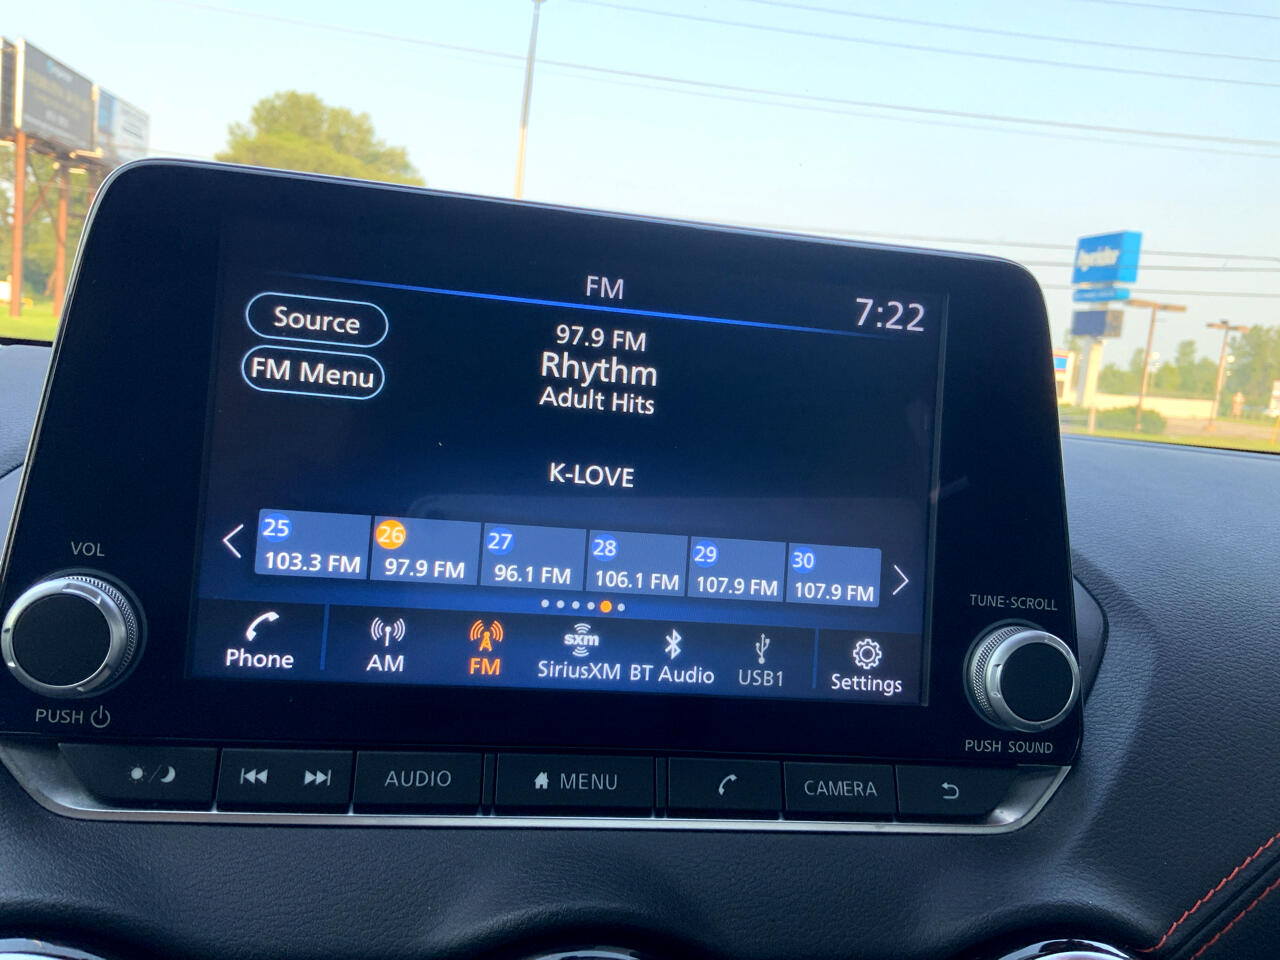 FM
7:22
Source
FM Menu
97.9 FM
Rhythm
Adult Hits
K-LOVE
25
103.3 FM
26
97.9 FM
27
96.1 FM
28
106.1 FM
29
107.9 FM
30
107.9 FM
Phone
AM
FM
sxm
SiriusXM
BT Audio
USB1
Settings
VOL
PUSH
TUNE·SCROLL
PUSH SOUND
AUDIO
MENU
CAMERA